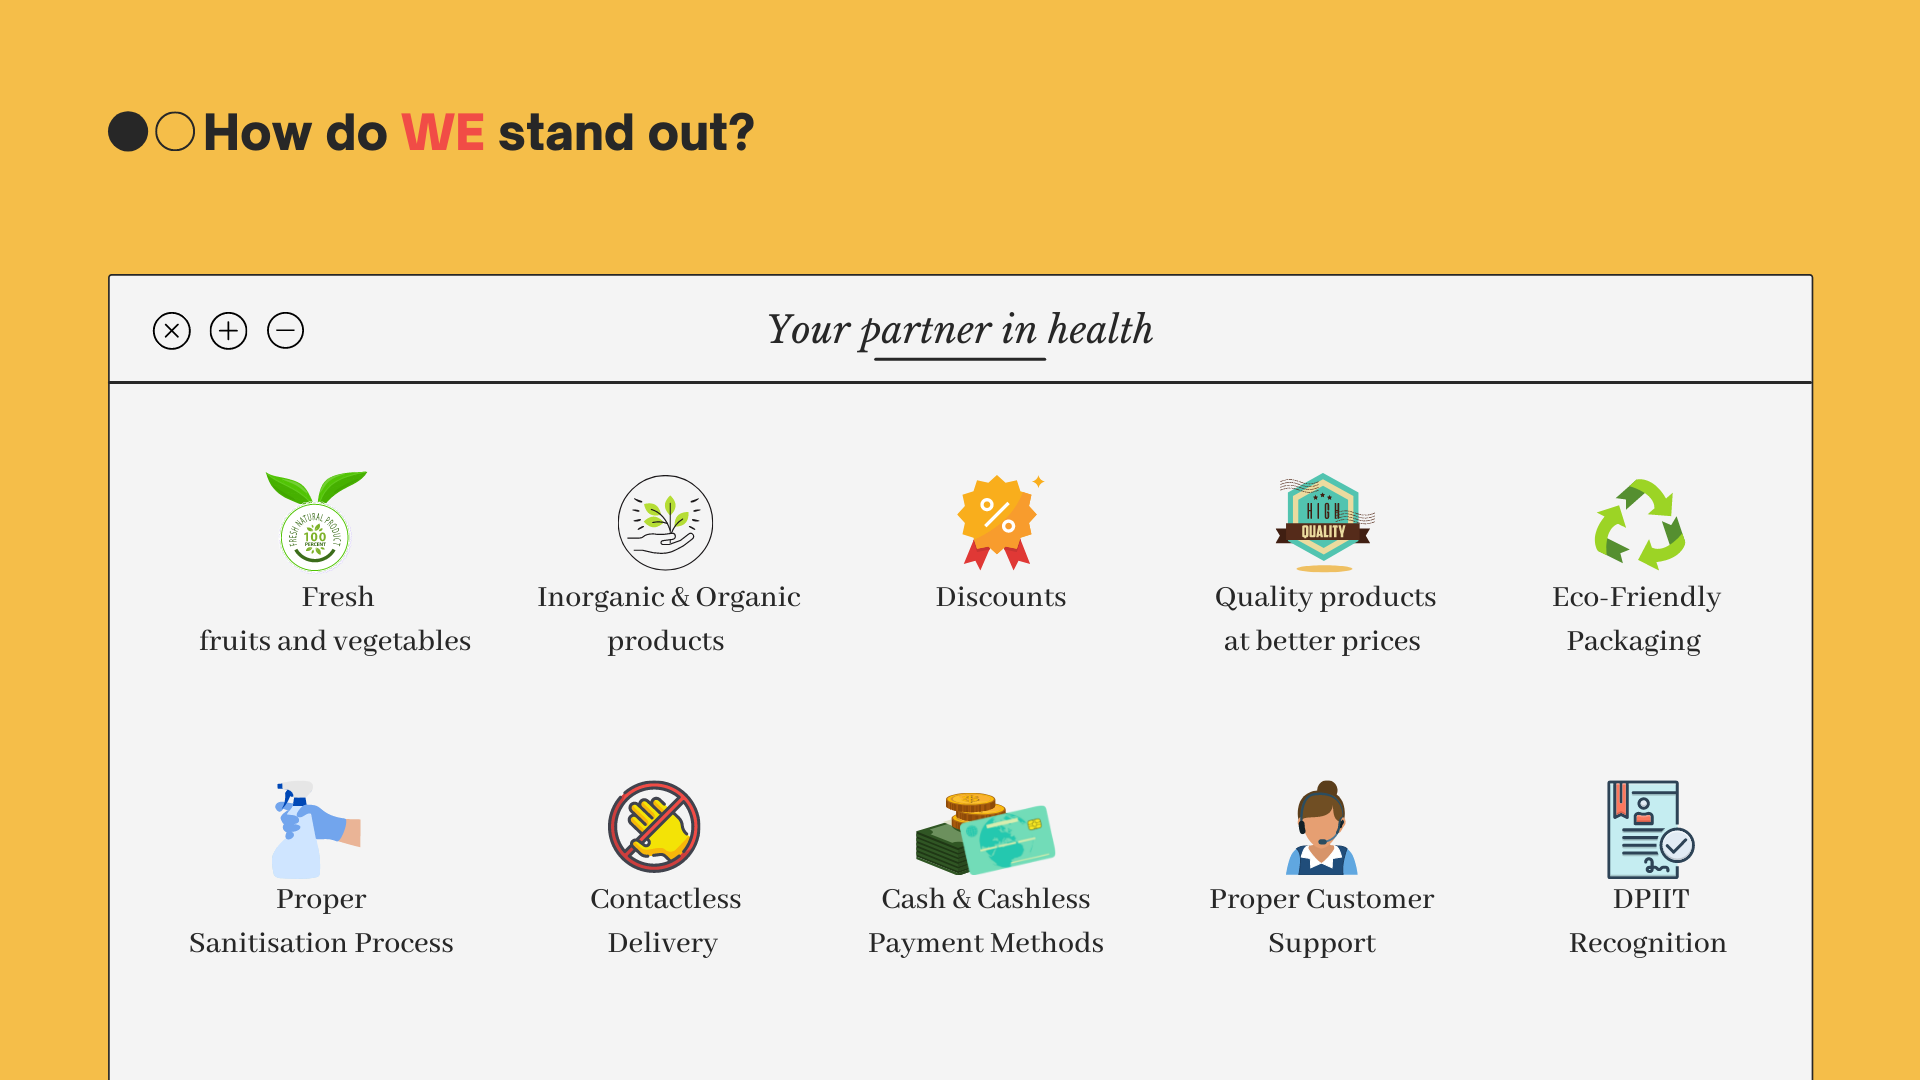 How do WE stand out?
Your partner in health
FRESH NATURAL PRODUCT
100
PERCENT
Fresh
fruits and vegetables
Inorganic & Organic
products
%
Discounts
HIGH
QUALITY
Quality products
at better prices
Eco-Friendly
Packaging
Proper
Sanitisation Process
Contactless
Delivery
Cash & Cashless
Payment Methods
Proper Customer
Support
DPIIT
Recognition